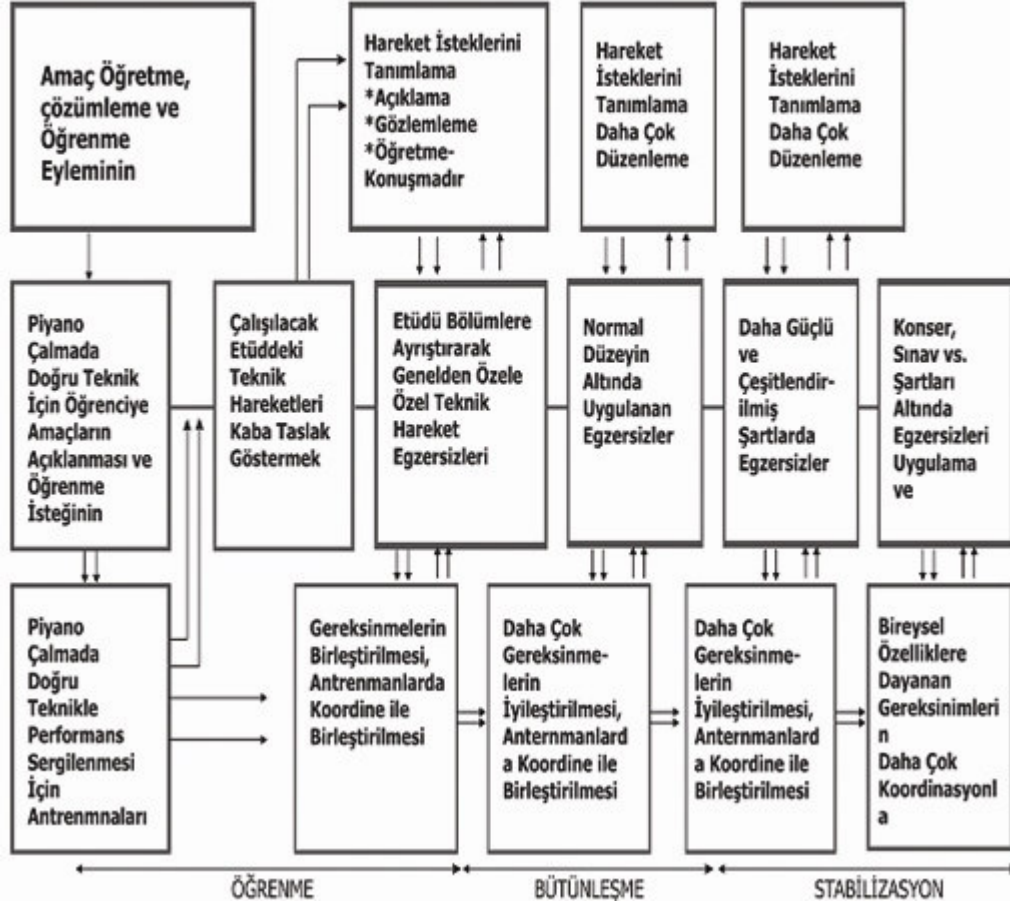 Amaç Öğretme,
çözümleme ve
Öğrenme
Eyleminin
Hareket İsteklerini
Tanımlama
*Açıklama
*Gözlemleme
*Öğretme-
Konuşmadır
Hareket
İsteklerini
Tanımlama
Daha Çok
Düzenleme
Hareket
İsteklerini
Tanımlama
Daha Çok
Düzenleme
Piyano
Çalmada
Doğru Teknik
İçin Öğrenciye
Amaçların
Açıklanması ve
Öğrenme
İsteğinin
Çalışılacak
Etüddeki
Teknik
Hareketleri
Kaba Taslak
Göstermek
Etüdü Bölümlere
Ayrıştırarak
Genelden Özele
Özel Teknik
Hareket
Egzersizleri
Normal
Düzeyin
Altında
Uygulanan
Egzersizler
Daha Güçlü
ve
Çeşitlendir-
ilmiş
Şartlarda
Egzersizler
Konser,
Sınav vs.
Şartları
Altında
Egzersizleri
Uygulama
ve
Piyano
Çalmada
Doğru
Teknikle
Performans
Sergilenmesi
İçin
Antrenmnaları
Gereksinmelerin
Birleştirilmesi,
Antrenmanlarda
Koordine ile
Birleştirilmesi
Daha Çok
Gereksinme-
lerin
İyileştirilmesi,
Anternmanlard
a Koordine ile
Birleştirilmesi
Daha Çok
Gereksinme-
lerin
İyileştirilmesi,
Anternmanlard
a Koordine ile
Birleştirilmesi
Bireysel
Özelliklere
Dayanan
Gereksinimleri
n
Daha Çok
Koordinasyonl
a
ÖĞRENME
BÜTÜNLEŞME
STABİLİZASYON